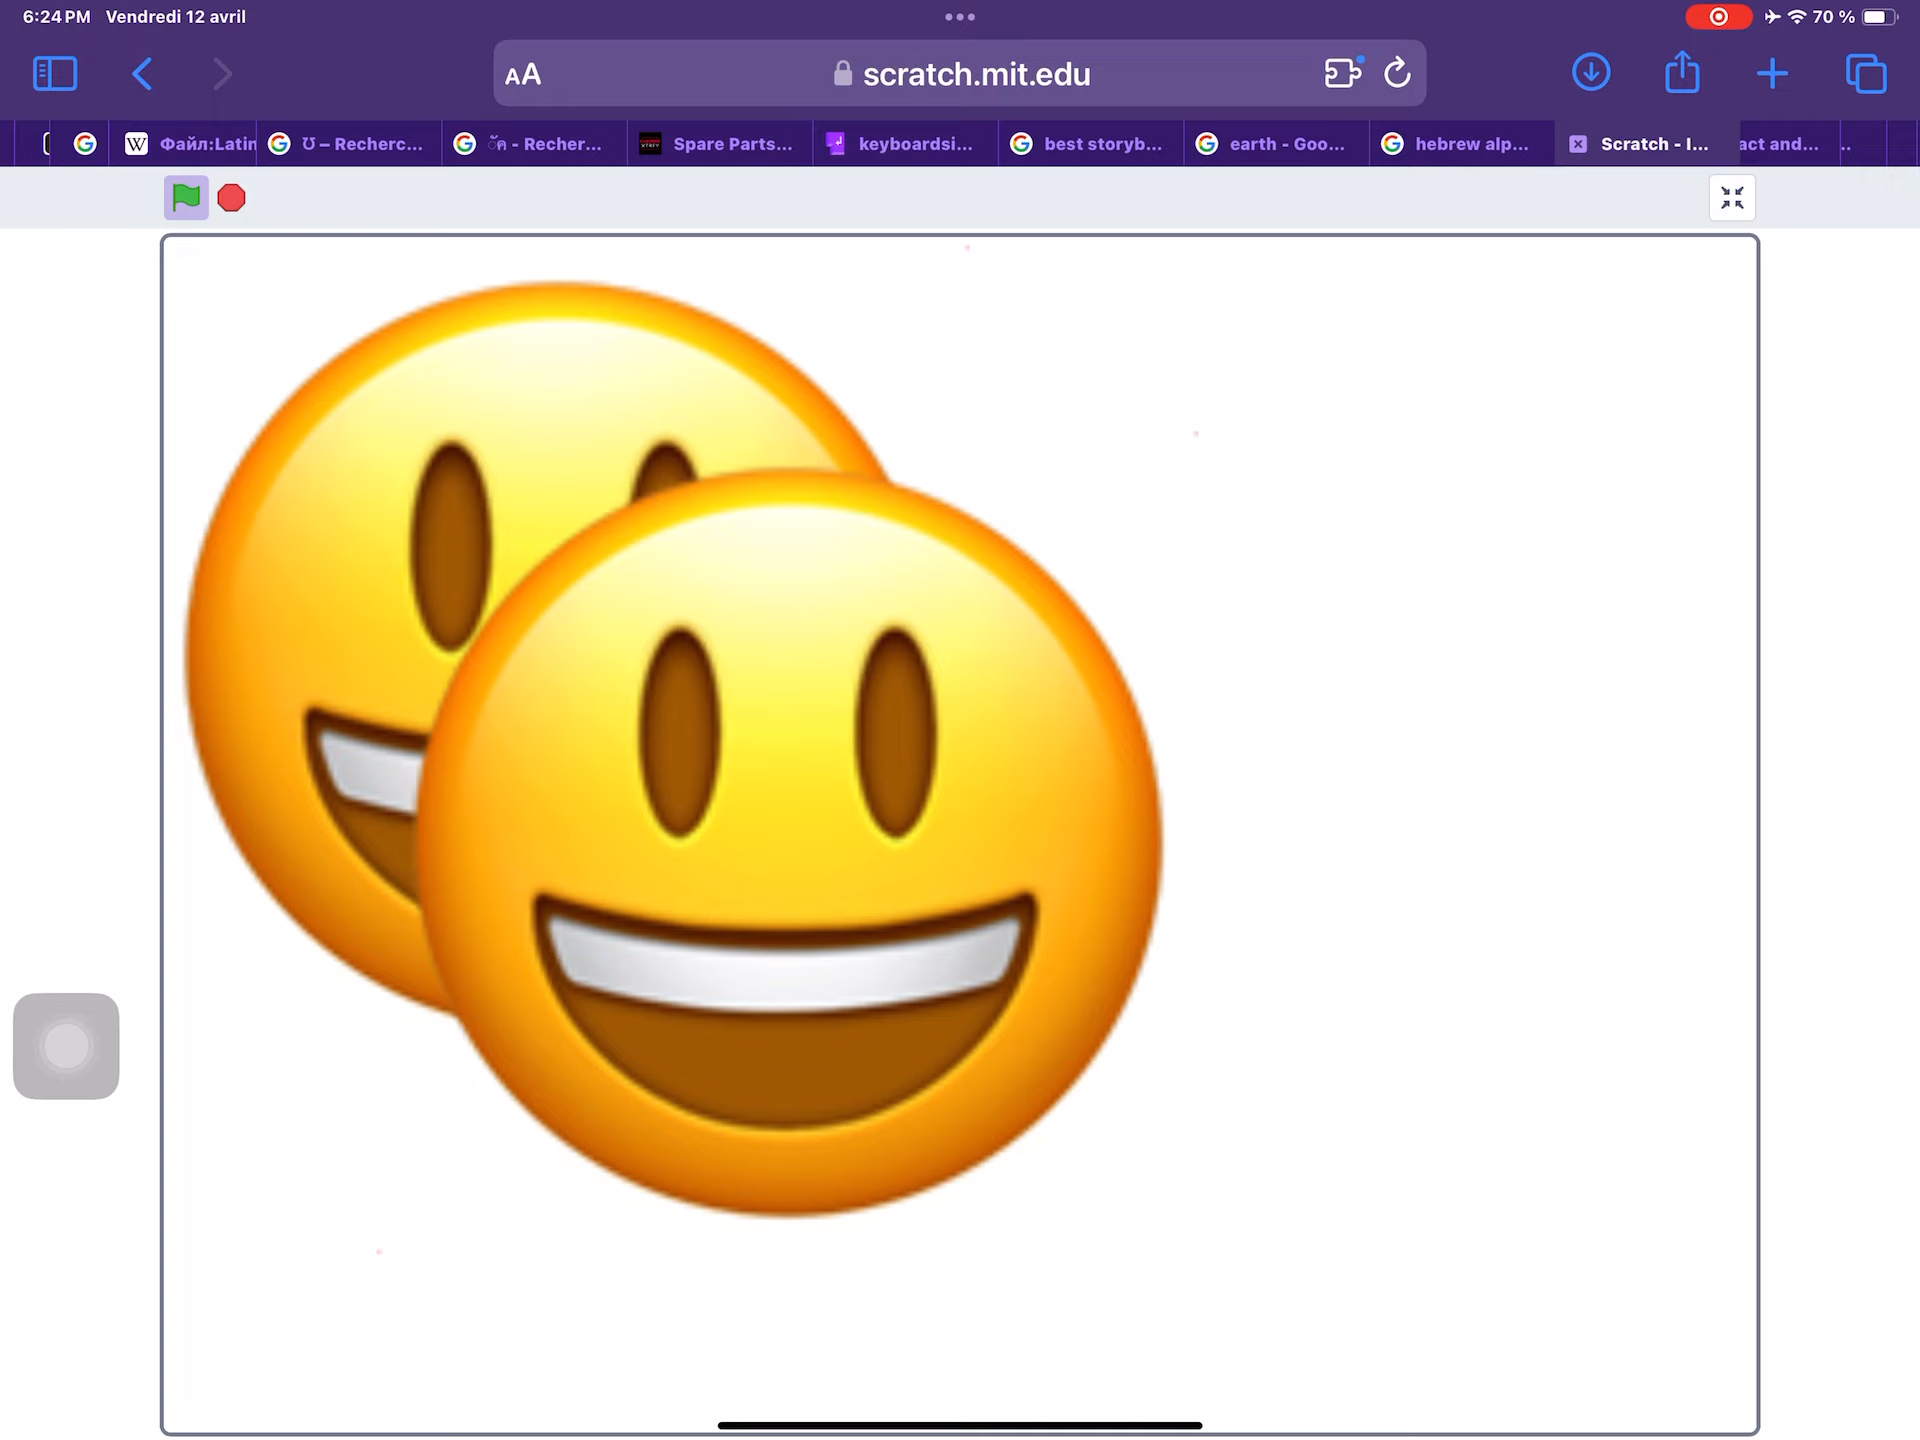 6:24 PM Vendredi 12 avril
70 %
AA
scratch.mit.edu
Файл:Latin
Ʊ – Recherc...
ัค - Recher...
Spare Parts...
keyboardsi...
best storyb...
earth - Goo...
hebrew alp...
Scratch - I...
act and...
..